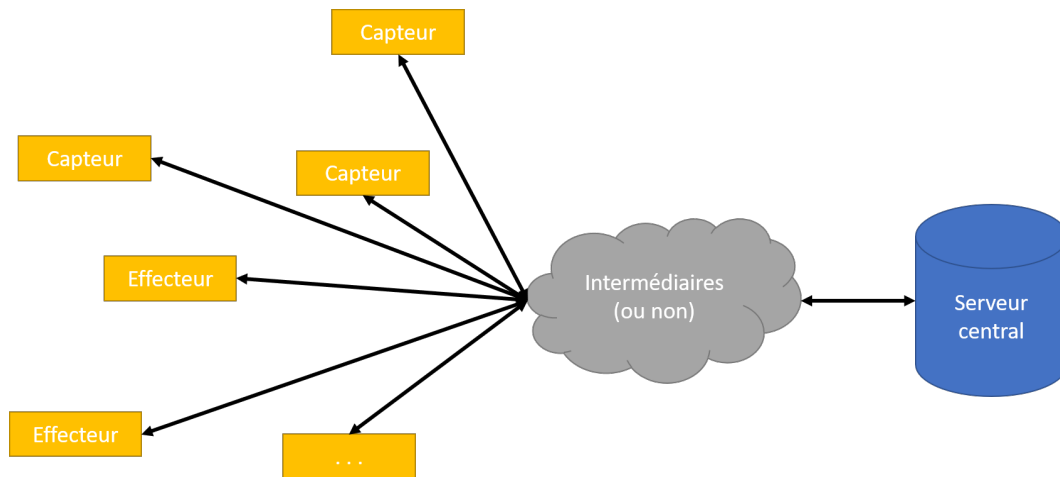 Capteur
Capteur
Capteur
Effecteur
Effecteur
. . .
Intermédiaires
(ou non)
Serveur
central